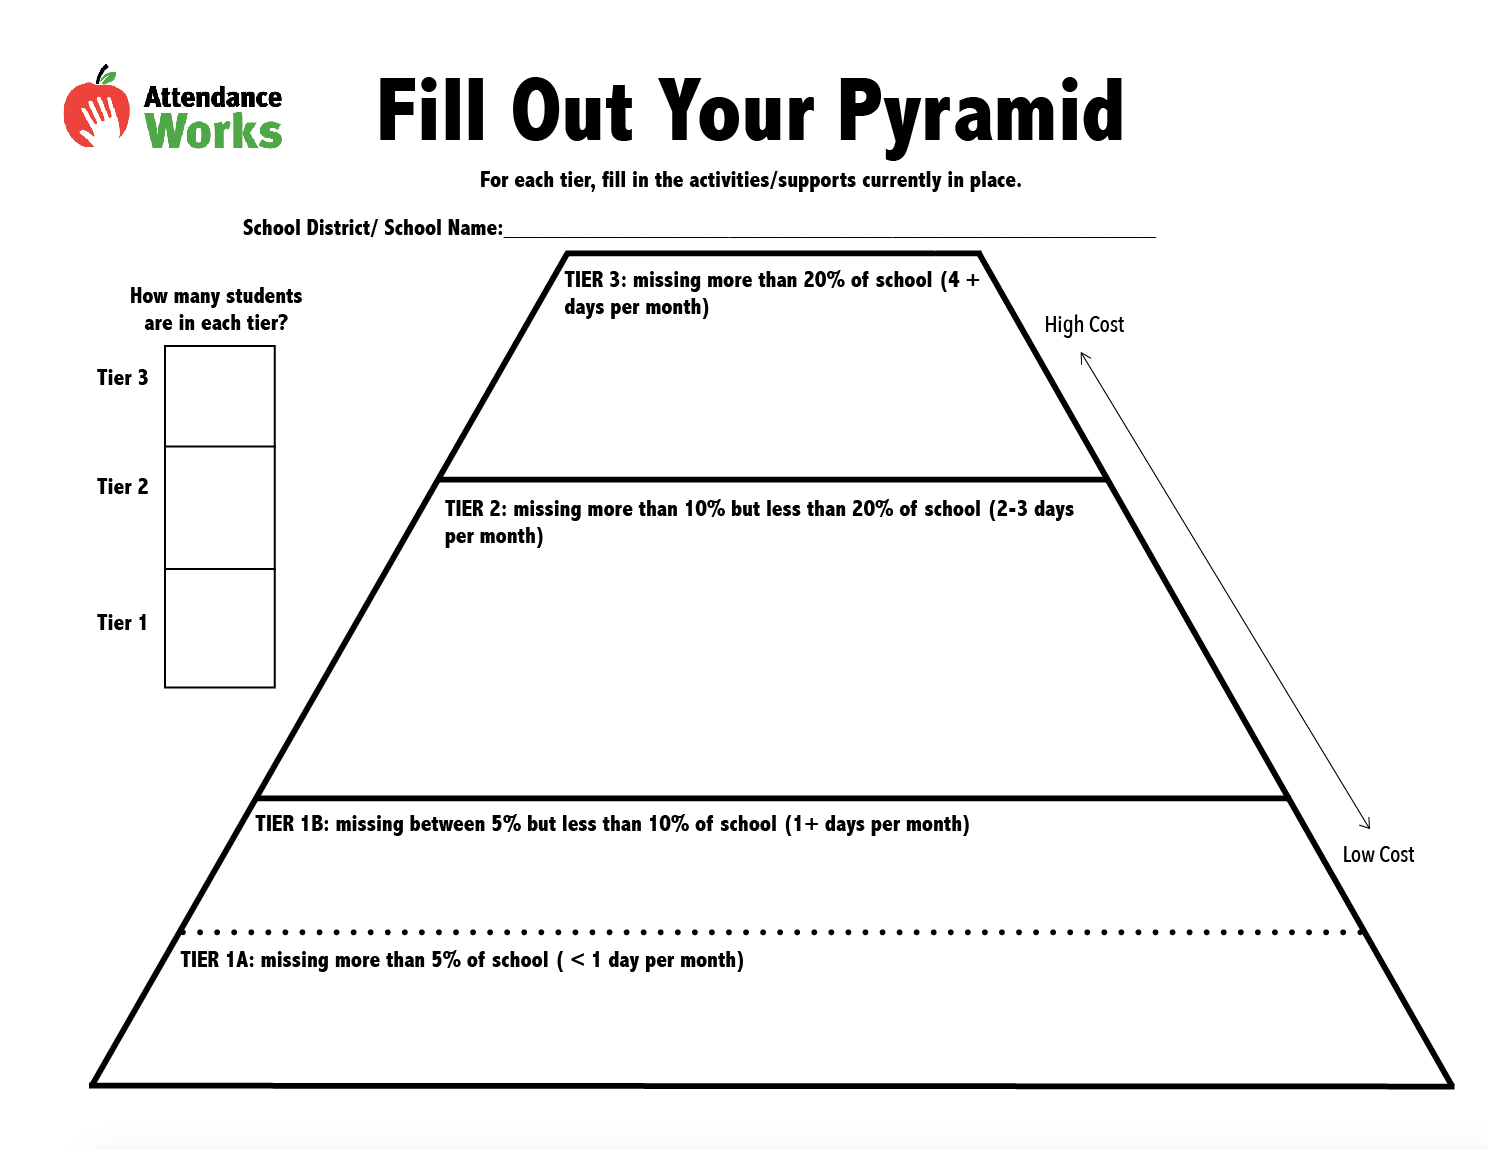 Attendance
Works
Fill Out Your Pyramid
For each tier, fill in the activities/supports currently in place.
School District/ School Name:____________________________________________________________
How many students
are in each tier?
Tier 3
Tier 2
Tier 1
TIER 3: missing more than 20% of school (4 +
days per month)
High Cost
TIER 2: missing more than 10% but less than 20% of school (2-3 days
per month)
TIER 1B: missing between 5% but less than 10% of school (1+ days per month)
Low Cost
TIER 1A: missing more than 5% of school ( < 1 day per month)